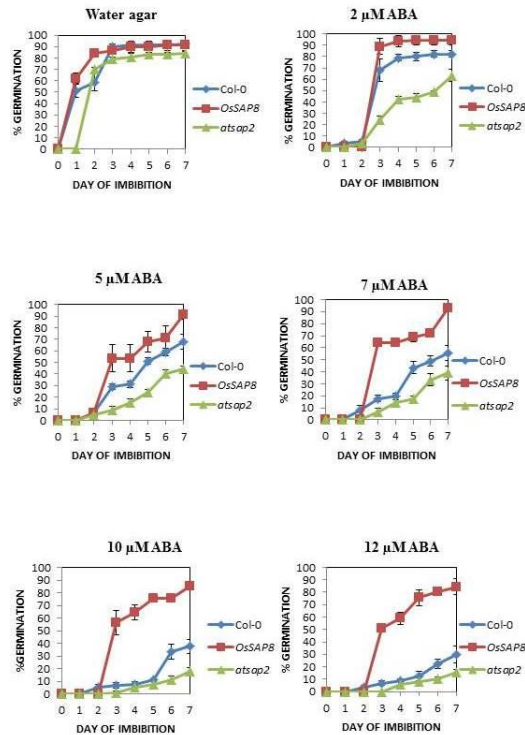 Water agar
% GERMINATION
100
90
80
70
60
50
40
30
20
10
0
0 1 2 3 4 5 6 7
DAY OF IMBIBITION
Col-0
OsSAP8
atsap2
2 µM ABA
% GERMINATION
100
90
80
70
60
50
40
30
20
10
0
0 1 2 3 4 5 6 7
DAY OF IMBIBITION
Col-0
OsSAP8
atsap2
5 µM ABA
% GERMINATION
100
90
80
70
60
50
40
30
20
10
0
0 1 2 3 4 5 6 7
DAY OF IMBIBITION
Col-0
OsSAP8
atsap2
7 µM ABA
% GERMINATION
100
90
80
70
60
50
40
30
20
10
0
0 1 2 3 4 5 6 7
DAY OF IMBIBITION
Col-0
OsSAP8
atsap2
10 µM ABA
%GERMINATION
100
90
80
70
60
50
40
30
20
10
0
0 1 2 3 4 5 6 7
DAY OF IMBIBITION
Col-0
OsSAP8
atsap2
12 µM ABA
% GERMINATION
100
90
80
70
60
50
40
30
20
10
0
0 1 2 3 4 5 6 7
DAY OF IMBIBITION
Col-0
OsSAP8
atsap2